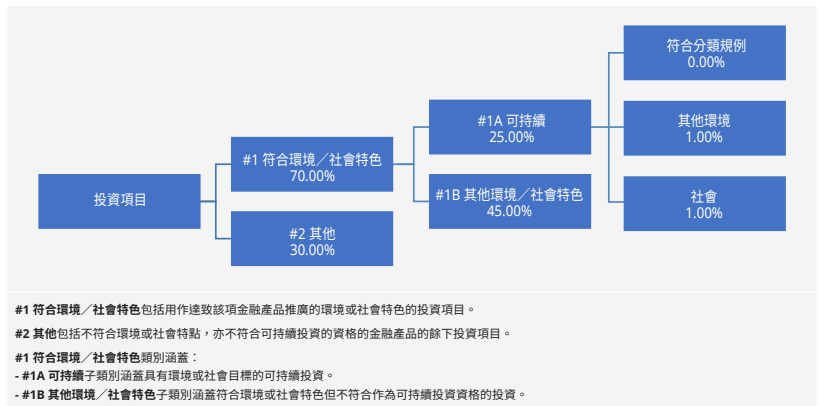 投資項目
#1 符合環境／社會特色
70.00%
#2 其他
30.00%
#1A 可持續
25.00%
#1B 其他環境／社會特色
45.00%
符合分類規例
0.00%
其他環境
1.00%
社會
1.00%
#1 符合環境／社會特色包括用作達致該項金融產品推廣的環境或社會特色的投資項目。
#2 其他包括不符合環境或社會特點，亦不符合可持續投資的資格的金融產品的餘下投資項目。
#1 符合環境／社會特色類別涵蓋：
- #1A 可持續子類別涵蓋具有環境或社會目標的可持續投資。
- #1B 其他環境／社會特色子類別涵蓋符合環境或社會特色但不符合作為可持續投資資格的投資。